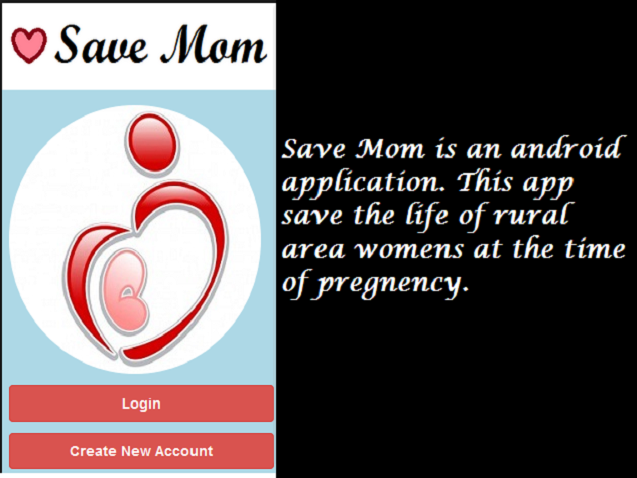 Save Mom
Login
Create New Account
Save Mom is an android
application. This app
save the life of rural
area womens at the time
of pregnency.